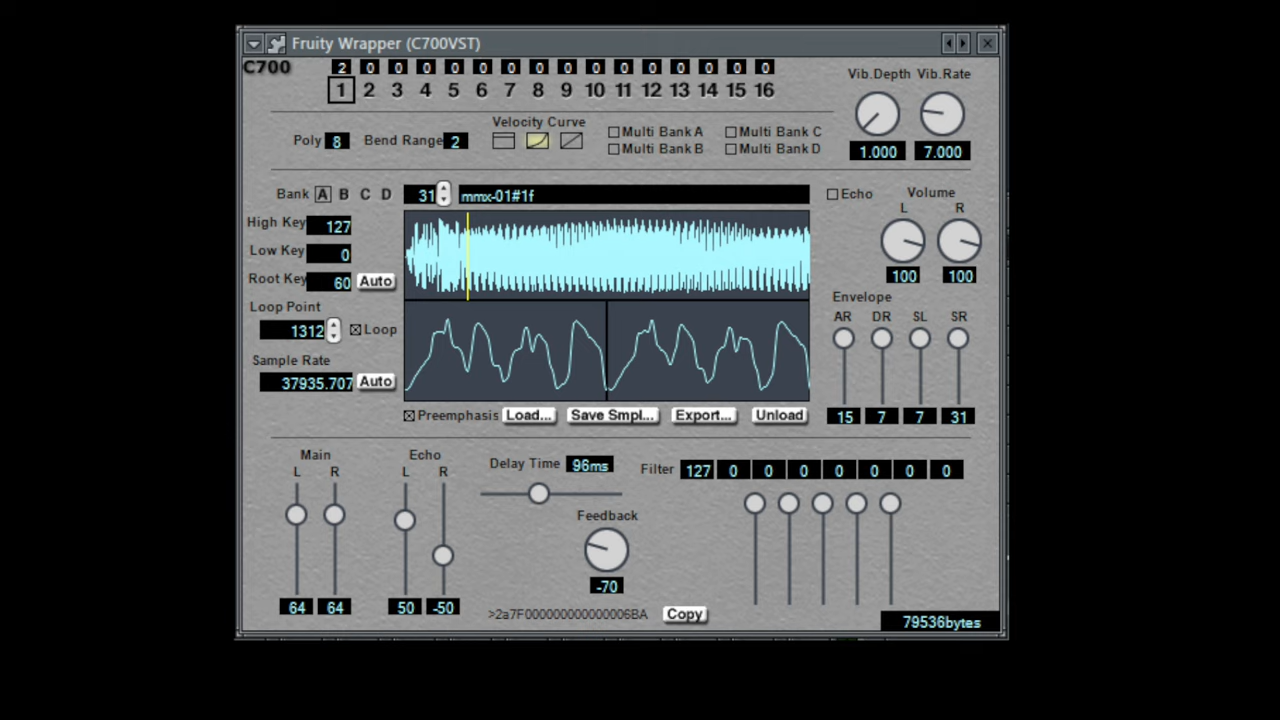 Fruity Wrapper (C700VST)
C700
2 0 0 0 0 0 0 0 0 0 0 0 0 0 0 0
1 2 3 4 5 6 7 8 9 10 11 12 13 14 15 16
Vib.Depth Vib.Rate
1.000 7.000
Poly 8 Bend Range 2
Velocity Curve
Multi Bank A Multi Bank C
Multi Bank B Multi Bank D
Bank A B C D 31 mmx-01#1f
Echo Volume
L R
100 100
High Key 127
Low Key 0
Root Key 60 Auto
Loop Point
1312 Loop
Sample Rate
37935.707 Auto
Envelope
AR DR SL SR
15 7 7 31
Preemphasis Load... Save Smpl... Export... Unload
Main Echo
L R L R
64 64 50 -50
Delay Time 96ms
Feedback
-70
Filter 127 0 0 0 0 0 0 0
>2a7F000000000000006BA Copy
79536bytes